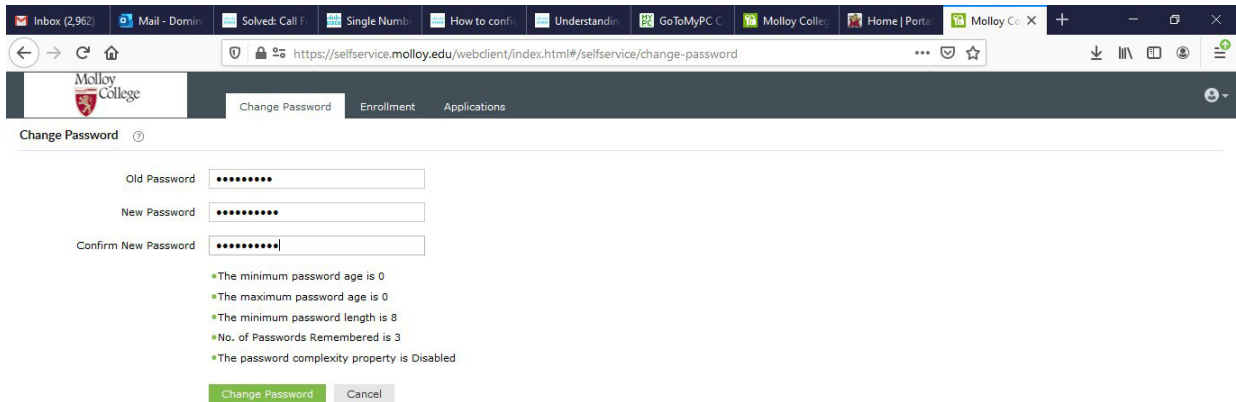 Inbox (2,962)
Mail - Domin
Solved: Call F
Single Numb
How to confi
Understandin
GoToMyPC C
Molloy Colleg
Home | Porta
Molloy Co
https://selfservice.molloy.edu/webclient/index.html#/selfservice/change-password
Molloy
College
Change Password
Enrollment
Applications
Change Password
Old Password
New Password
Confirm New Password
The minimum password age is 0
The maximum password age is 0
The minimum password length is 8
No. of Passwords Remembered is 3
The password complexity property is Disabled
Change Password
Cancel